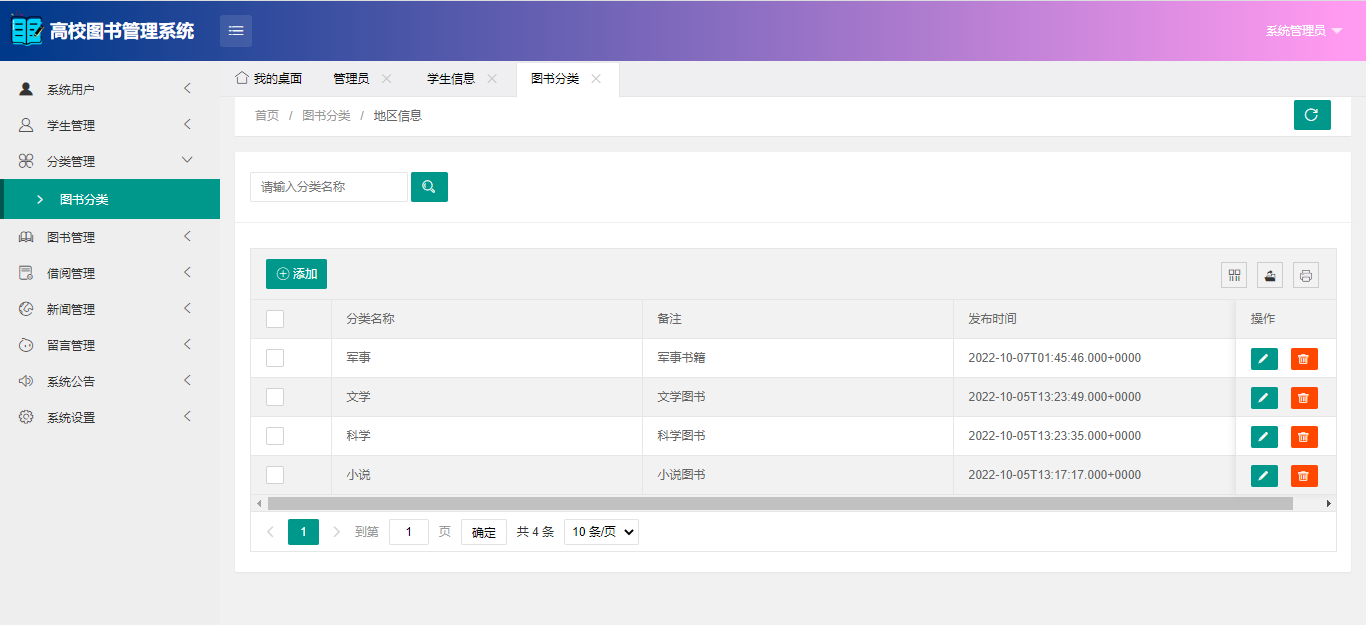 高校图书管理系统
系统管理员
系统用户
学生管理
分类管理
图书分类
图书管理
借阅管理
新闻管理
留言管理
系统公告
系统设置
我的桌面 管理员 学生信息 图书分类
首页 / 图书分类 / 地区信息
请输入分类名称
添加
分类名称 备注 发布时间 操作
军事 军事书籍 2022-10-07T01:45:46.000+0000
文学 文学图书 2022-10-05T13:23:49.000+0000
科学 科学图书 2022-10-05T13:23:35.000+0000
小说 小说图书 2022-10-05T13:17:17.000+0000
1 到第 1 页 确定 共 4 条 10 条/页